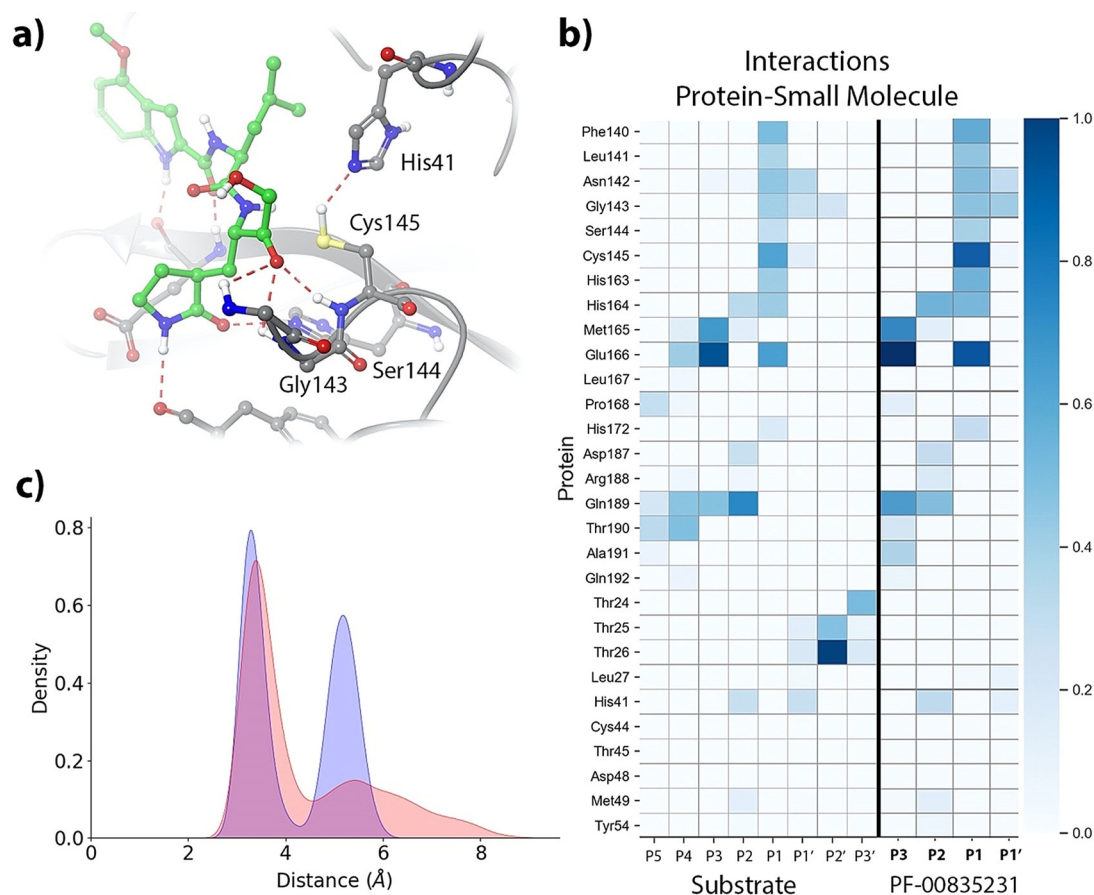 a)
His41
Cys145
Gly143
Ser144
b)
Interactions
Protein-Small Molecule
Protein
Phe140
Leu141
Asn142
Gly143
Ser144
Cys145
His163
His164
Met165
Glu166
Leu167
Pro168
His172
Asp187
Arg188
Gln189
Thr190
Ala191
Gln192
Thr24
Thr25
Thr26
Leu27
His41
Cys44
Thr45
Asp48
Met49
Tyr54
P5 P4 P3 P2 P1 P1′ P2′ P3′ P3 P2 P1 P1′
Substrate PF-00835231
1.0
0.8
0.6
0.4
0.2
0.0
c)
Density
0.8
0.6
0.4
0.2
0.0
0 2 4 6 8
Distance (Å)